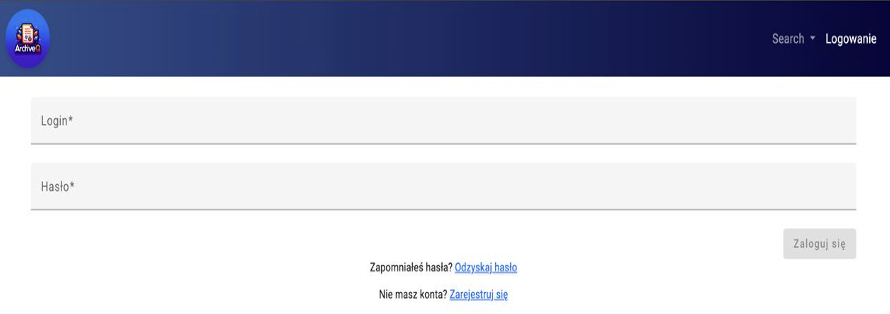 ArchiveQ
Search Logowanie
Login*
Hasło*
Zaloguj się
Zapomniałeś hasła? Odzyskaj hasło
Nie masz konta? Zarejestruj się